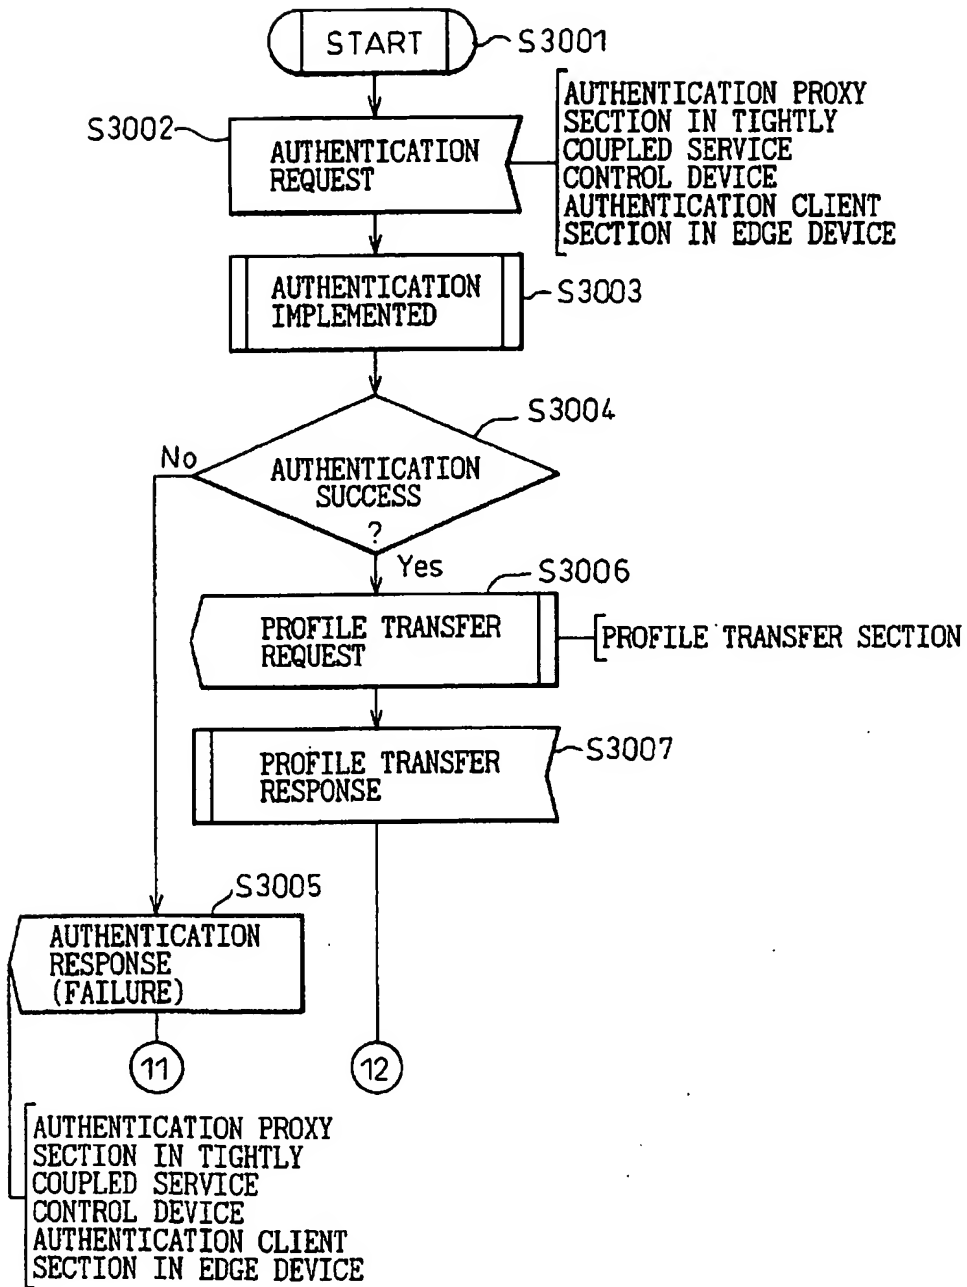 START
S3001
S3002
AUTHENTICATION
REQUEST
AUTHENTICATION PROXY
SECTION IN TIGHTLY
COUPLED SERVICE
CONTROL DEVICE
AUTHENTICATION CLIENT
SECTION IN EDGE DEVICE
AUTHENTICATION
IMPLEMENTED
S3003
S3004
No
AUTHENTICATION
SUCCESS
?
Yes
S3006
PROFILE TRANSFER
REQUEST
PROFILE TRANSFER SECTION
S3007
PROFILE TRANSFER
RESPONSE
S3005
AUTHENTICATION
RESPONSE
(FAILURE)
11
12
AUTHENTICATION PROXY
SECTION IN TIGHTLY
COUPLED SERVICE
CONTROL DEVICE
AUTHENTICATION CLIENT
SECTION IN EDGE DEVICE